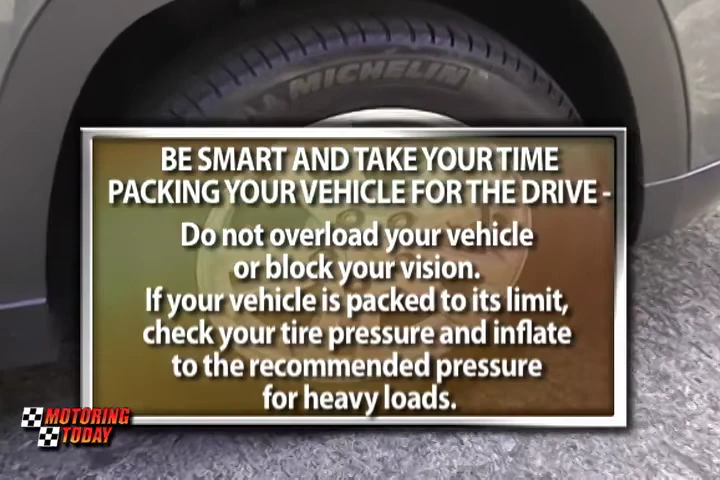 MICHELIN
BE SMART AND TAKE YOUR TIME
PACKING YOUR VEHICLE FOR THE DRIVE -
Do not overload your vehicle
or block your vision.
If your vehicle is packed to its limit,
check your tire pressure and inflate
to the recommended pressure
for heavy loads.
MOTORING
TODAY